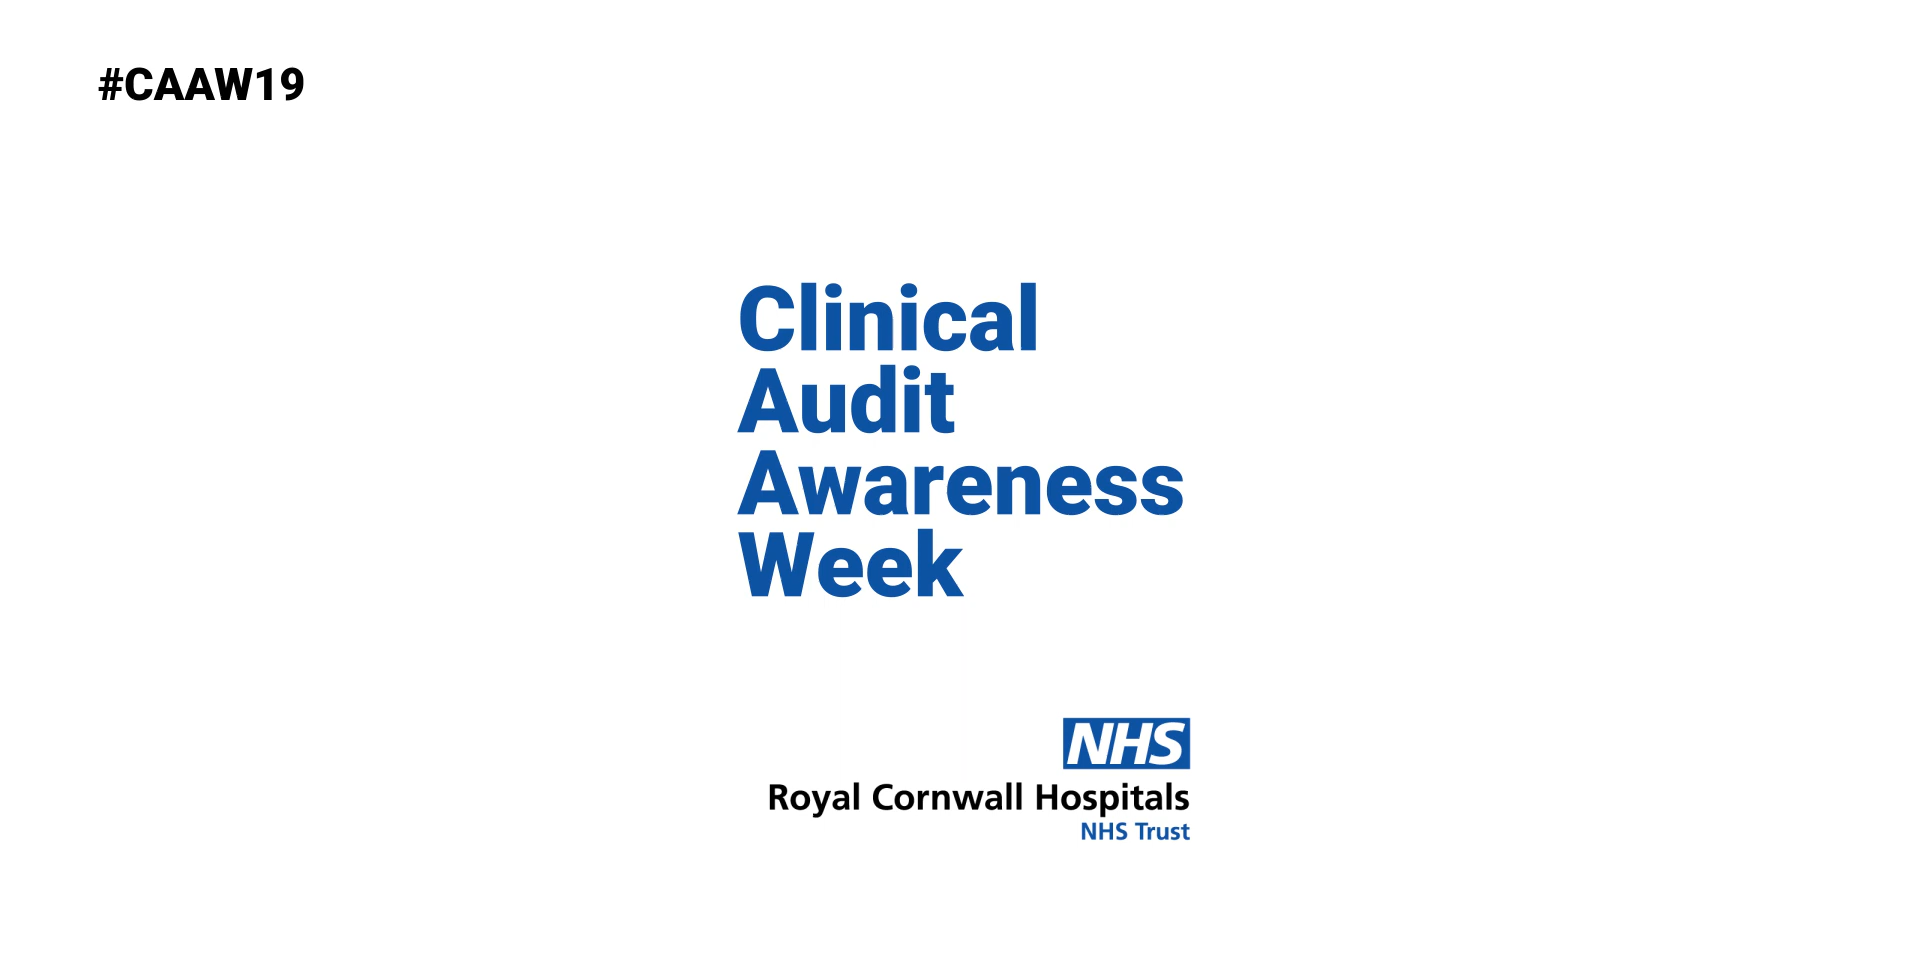 #CAAW19
Clinical
Audit
Awareness
Week
NHS
Royal Cornwall Hospitals
NHS Trust